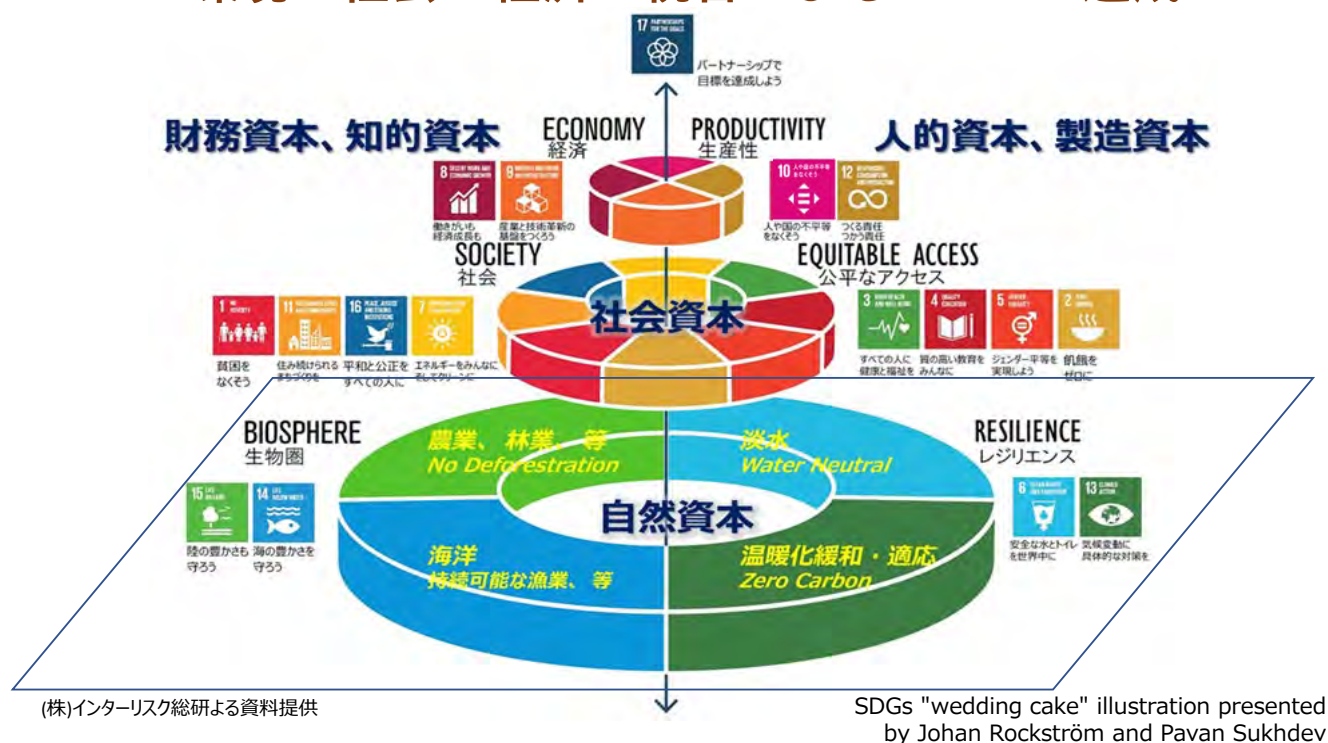 17 PARTNERSHIPS
FOR THE GOALS
パートナーシップで
目標を達成しよう
財務資本、知的資本
ECONOMY
経済
PRODUCTIVITY
生産性
人的資本、製造資本
8 DECENT WORK AND
ECONOMIC GROWTH
働きがいも
経済成長も
9
産業と技術革新の
基盤をつくろう
10 人や国の不平等
をなくそう
人や国の不平等
をなくそう
12 RESPONSIBLE
CONSUMPTION
AND PRODUCTION
つくる責任
つかう責任
SOCIETY
社会
EQUITABLE ACCESS
公平なアクセス
社会資本
1 NO
POVERTY
貧困を
なくそう
11
住み続けられる
まちづくりを
16 PEACE, JUSTICE
AND STRONG
INSTITUTIONS
平和と公正を
すべての人に
7
エネルギーをみんなに
そしてクリーンに
3 GOOD HEALTH
AND WELL-BEING
すべての人に
健康と福祉を
4 QUALITY
EDUCATION
質の高い教育を
みんなに
5 GENDER
EQUALITY
ジェンダー平等を
実現しよう
2 ZERO
HUNGER
飢餓を
ゼロに
BIOSPHERE
生物圏
農業、林業、等
No Deforestration
淡水
Water Neutral
RESILIENCE
レジリエンス
15 LIFE
ON LAND
陸の豊かさも
守ろう
14 LIFE
BELOW WATER
海の豊かさを
守ろう
自然資本
6 CLEAN WATER
AND SANITATION
安全な水とトイレ
を世界中に
13 CLIMATE
ACTION
気候変動に
具体的な対策を
海洋
持続可能な漁業、等
温暖化緩和・適応
Zero Carbon
(株)インターリスク総研よる資料提供
SDGs "wedding cake" illustration presented
by Johan Rockström and Pavan Sukhdev